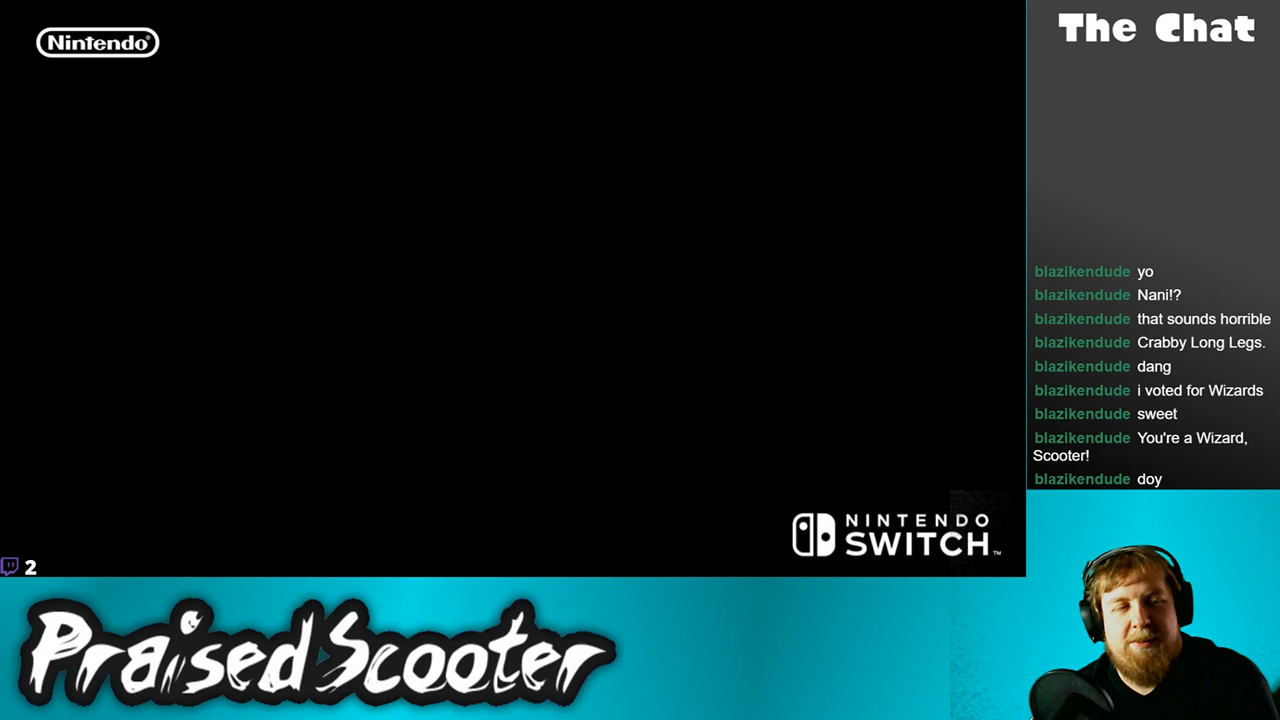 Nintendo®
The Chat
blazikendude yo
blazikendude Nani!?
blazikendude that sounds horrible
blazikendude Crabby Long Legs.
blazikendude dang
blazikendude i voted for Wizards
blazikendude sweet
blazikendude You're a Wizard,
Scooter!
blazikendude doy
NINTENDO
SWITCH™
2
PraisedScooter